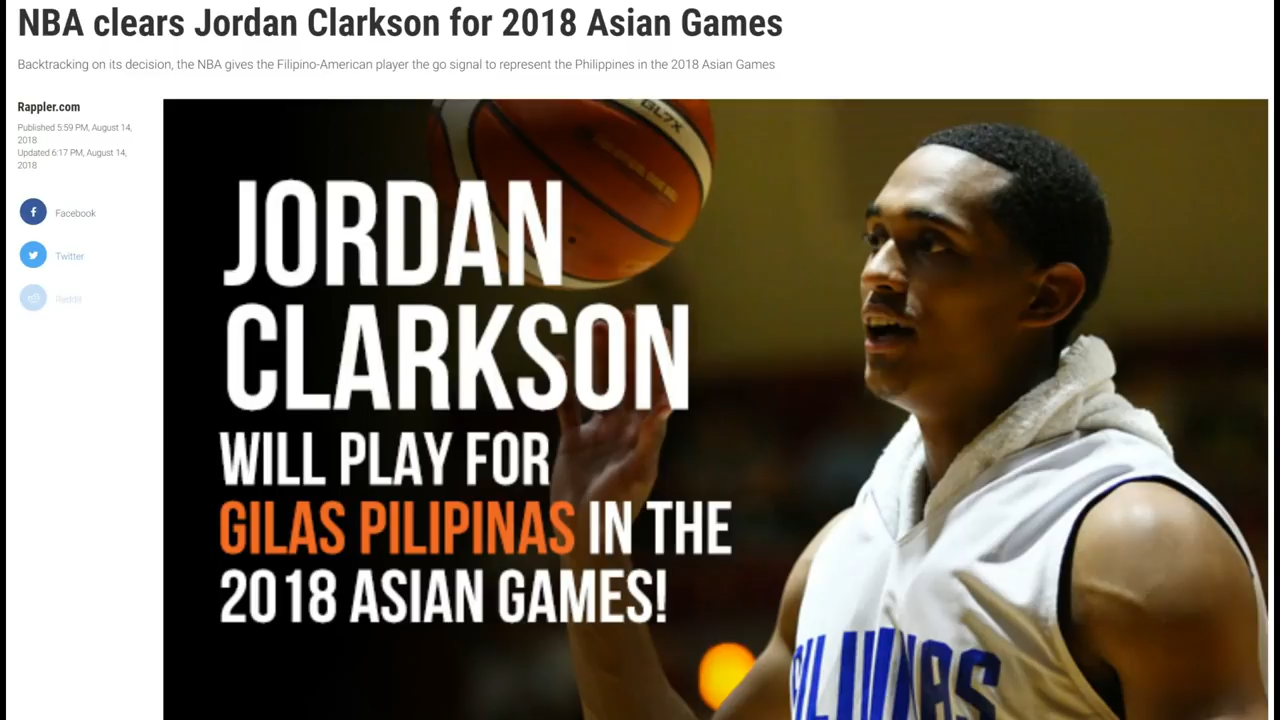 NBA clears Jordan Clarkson for 2018 Asian Games
Backtracking on its decision, the NBA gives the Filipino-American player the go signal to represent the Philippines in the 2018 Asian Games
Rappler.com
Published 5:59 PM, August 14,
2018
Updated 6:17 PM, August 14,
2018
Facebook
Twitter
Reddit
GL7X
JORDAN
CLARKSON
WILL PLAY FOR
GILAS PILIPINAS IN THE
2018 ASIAN GAMES!
PILIPINAS